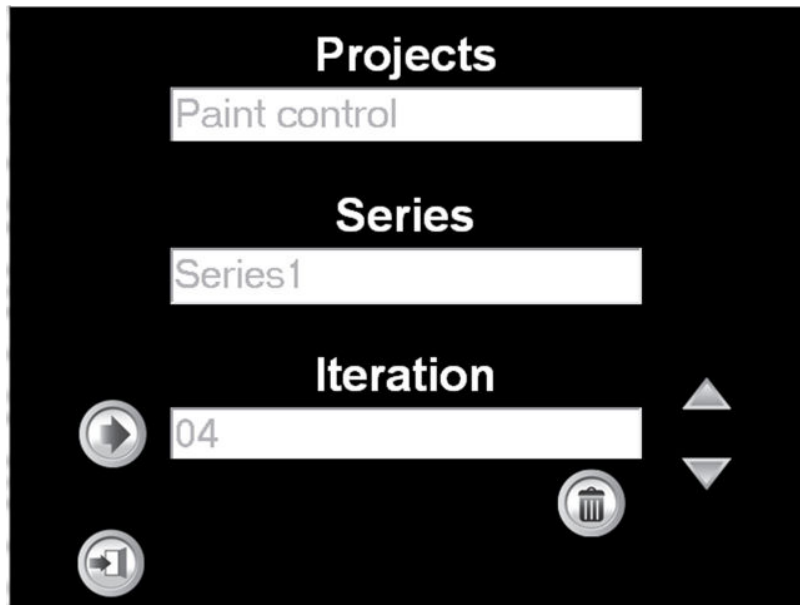 Projects
Paint control
Series
Series1
Iteration
04